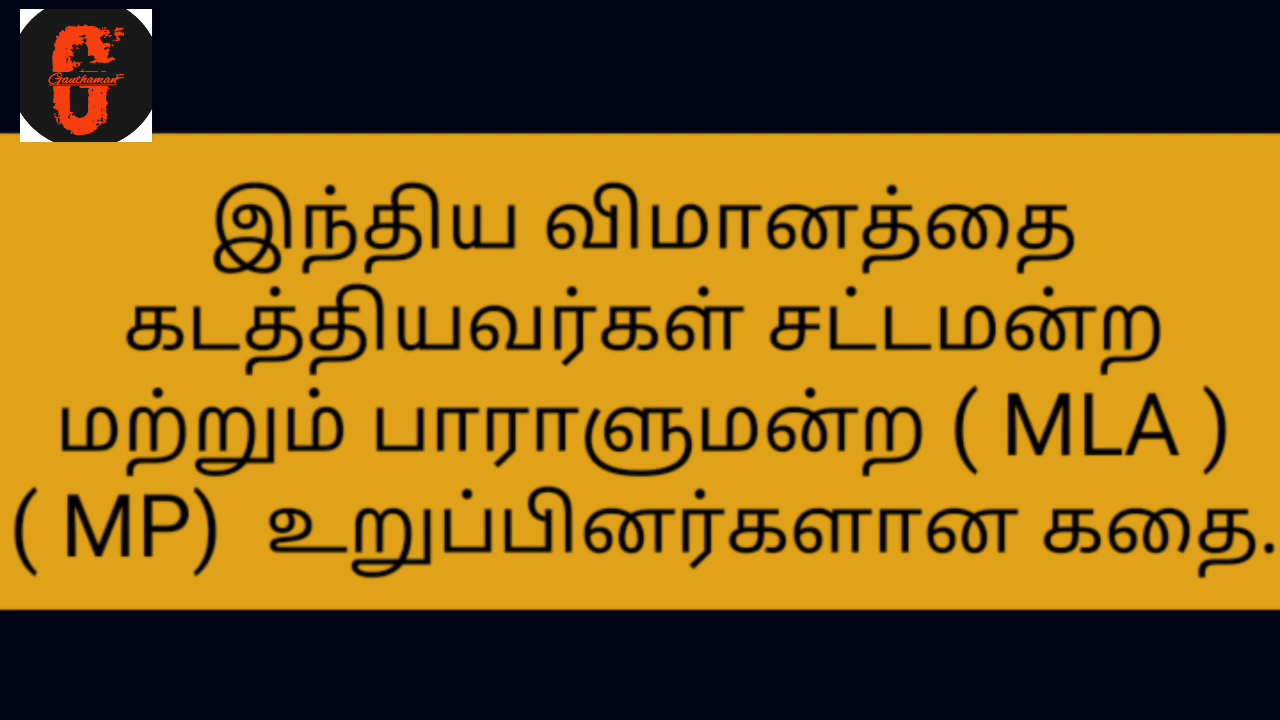 Gauthaman
இந்திய விமானத்தை
கடத்தியவர்கள் சட்டமன்ற
மற்றும் பாராளுமன்ற ( MLA )
( MP) உறுப்பினர்களான கதை.